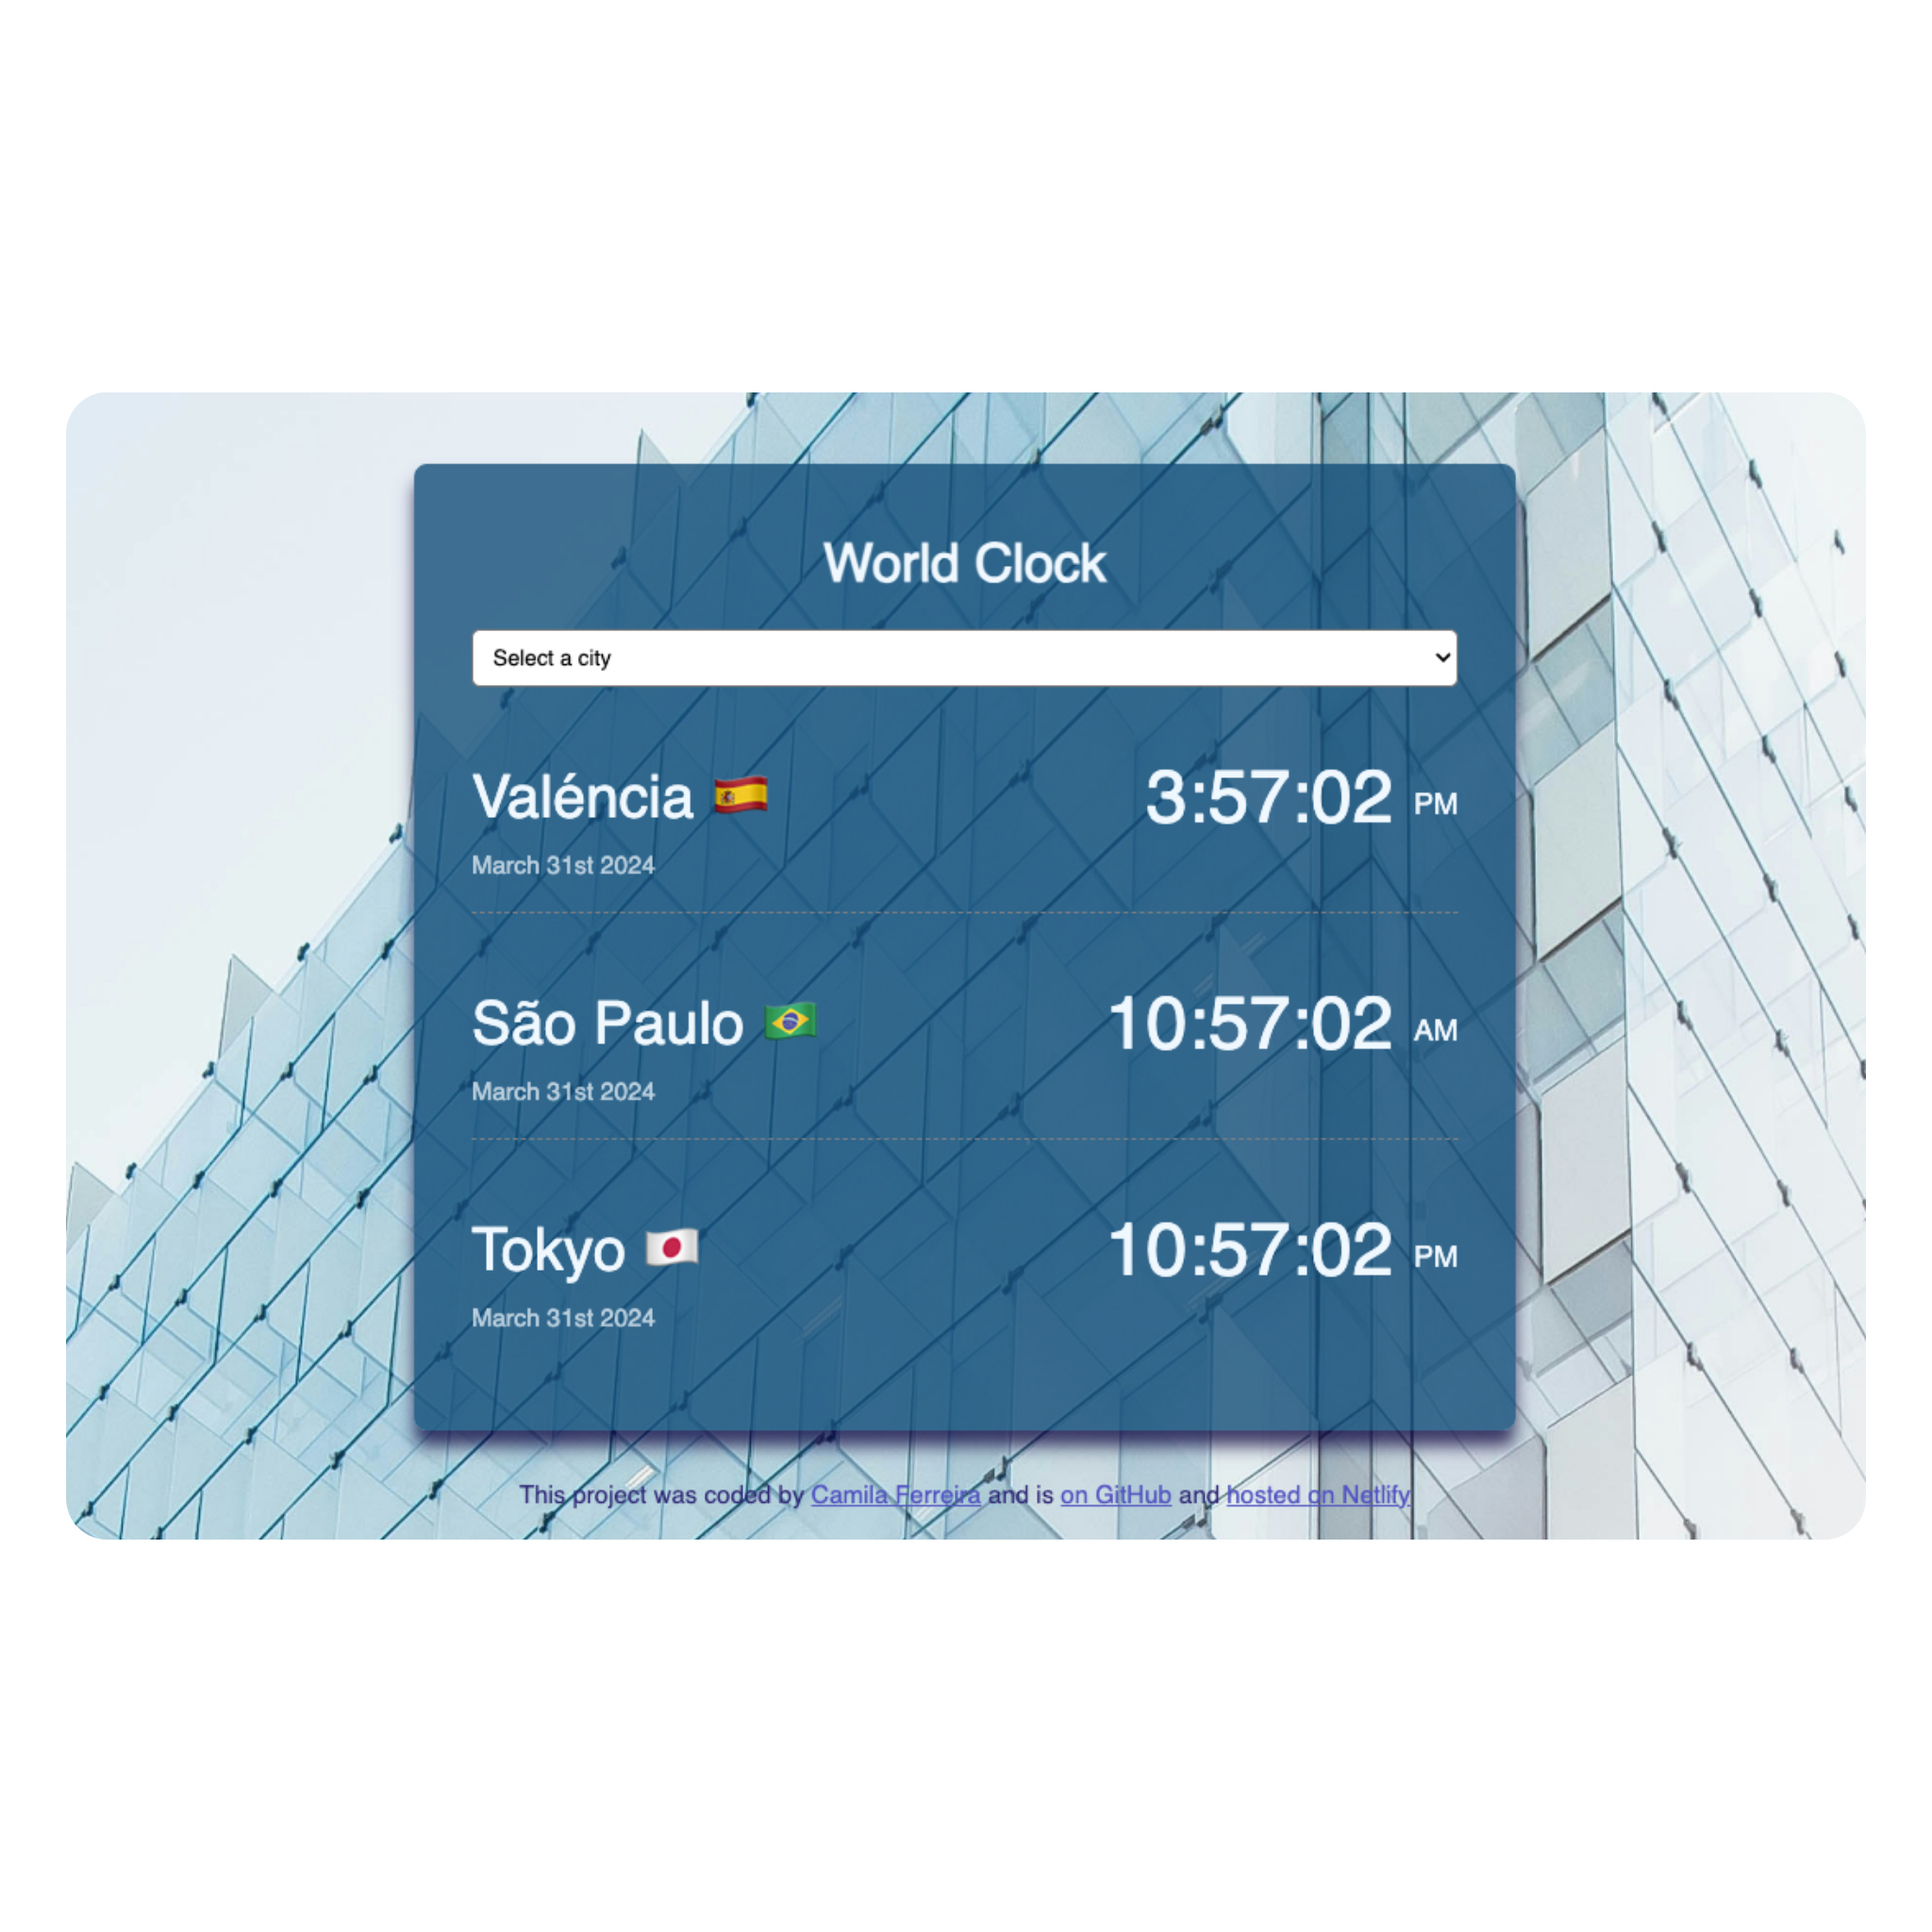 World Clock
Select a city
Valéncia 🇪🇸 3:57:02 PM
March 31st 2024
São Paulo 🇧🇷 10:57:02 AM
March 31st 2024
Tokyo 🇯🇵 10:57:02 PM
March 31st 2024
This project was coded by Camila Ferreira and is on GitHub and hosted on Netlify